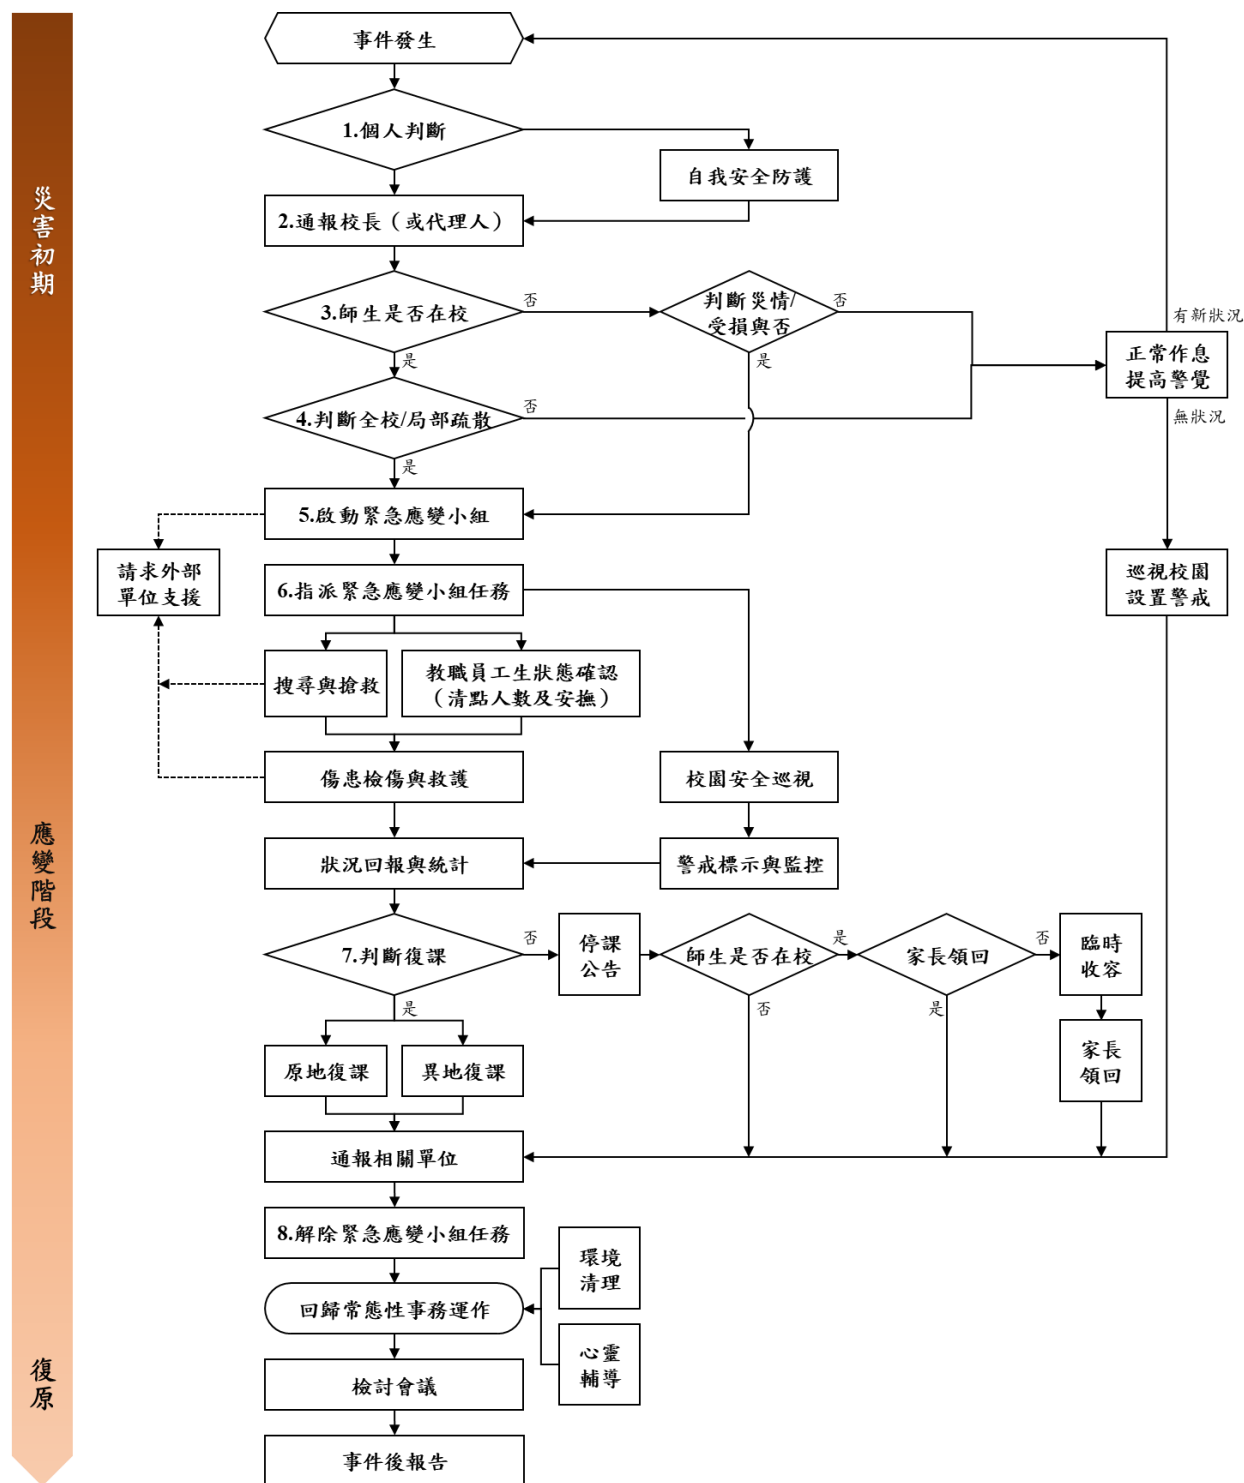 災害初期
應變階段
復原
事件發生
1.個人判斷
自我安全防護
2.通報校長（或代理人）
3.師生是否在校
否
是
判斷災情/
受損與否
否
是
有新狀況
正常作息
提高警覺
無狀況
4.判斷全校/局部疏散
否
是
5.啟動緊急應變小組
請求外部
單位支援
6.指派緊急應變小組任務
巡視校園
設置警戒
搜尋與搶救
教職員工生狀態確認
（清點人數及安撫）
傷患檢傷與救護
校園安全巡視
狀況回報與統計
警戒標示與監控
7.判斷復課
否
是
停課
公告
師生是否在校
是
否
家長領回
否
是
臨時
收容
家長
領回
原地復課
異地復課
通報相關單位
8.解除緊急應變小組任務
環境
清理
回歸常態性事務運作
心靈
輔導
檢討會議
事件後報告